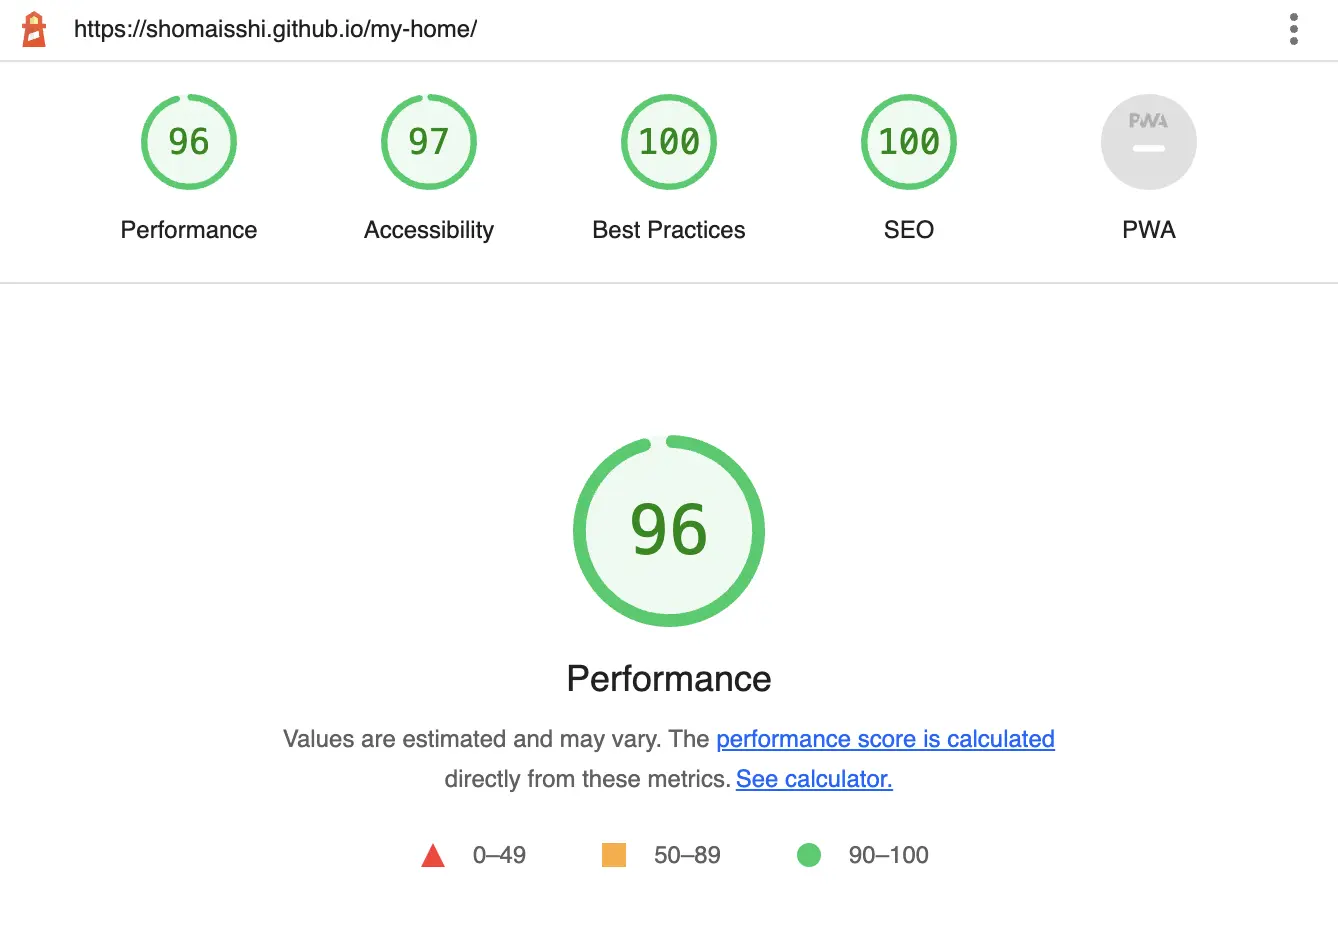 https://shomaisshi.github.io/my-home/
96 97 100 100 PWA
Performance Accessibility Best Practices SEO PWA
96
Performance
Values are estimated and may vary. The performance score is calculated
directly from these metrics. See calculator.
0–49 50–89 90–100